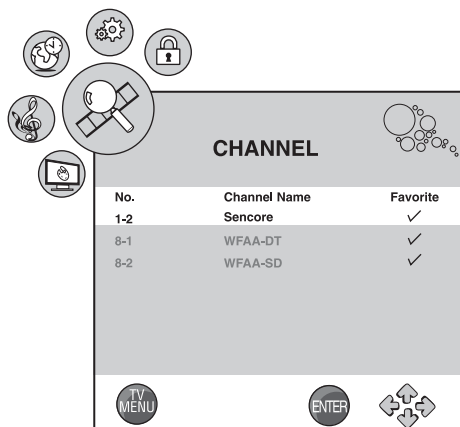 CHANNEL
No. Channel Name Favorite
1-2 Sencore ✓
8-1 WFAA-DT ✓
8-2 WFAA-SD ✓
TV MENU ENTER